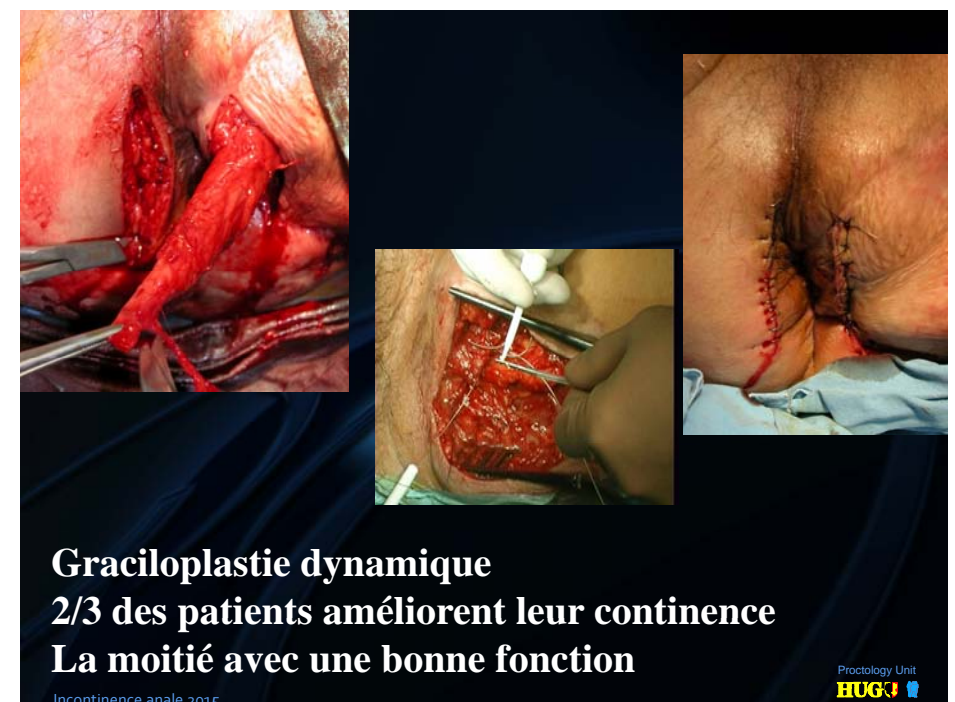 Graciloplastie dynamique
2/3 des patients améliorent leur continence
La moitié avec une bonne fonction
Proctology Unit
HUG
Incontinence anale 2015